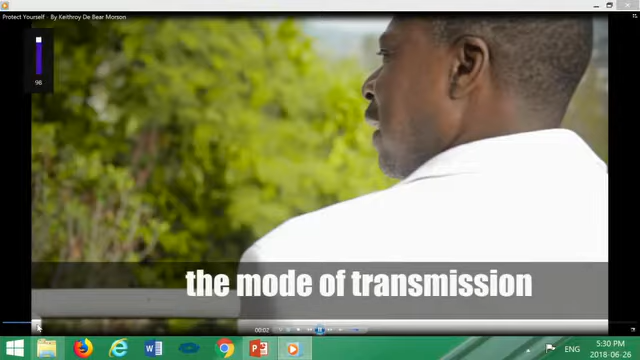 Protect Yourself - By Keithroy De Bear Morson
98
the mode of transmission
00:02
ENG
5:30 PM
2018-06-26